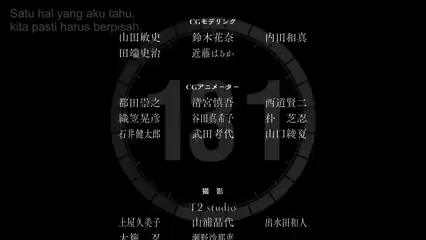 Satu hal yang aku tahu,
kita pasti harus berpisah.
CGモデリング
山田敏史 鈴木花奈 内川和真
田端史治 近藤はるか
CGアニメーター
都田崇之 清宮慎吾 西道賢二
織笠晃彦 谷田真希子 朴 芝忍
石井健太郎 武田考代 山口綾夏
撮影
T2 studio
土屋久美子 山浦晶代 出水田和人